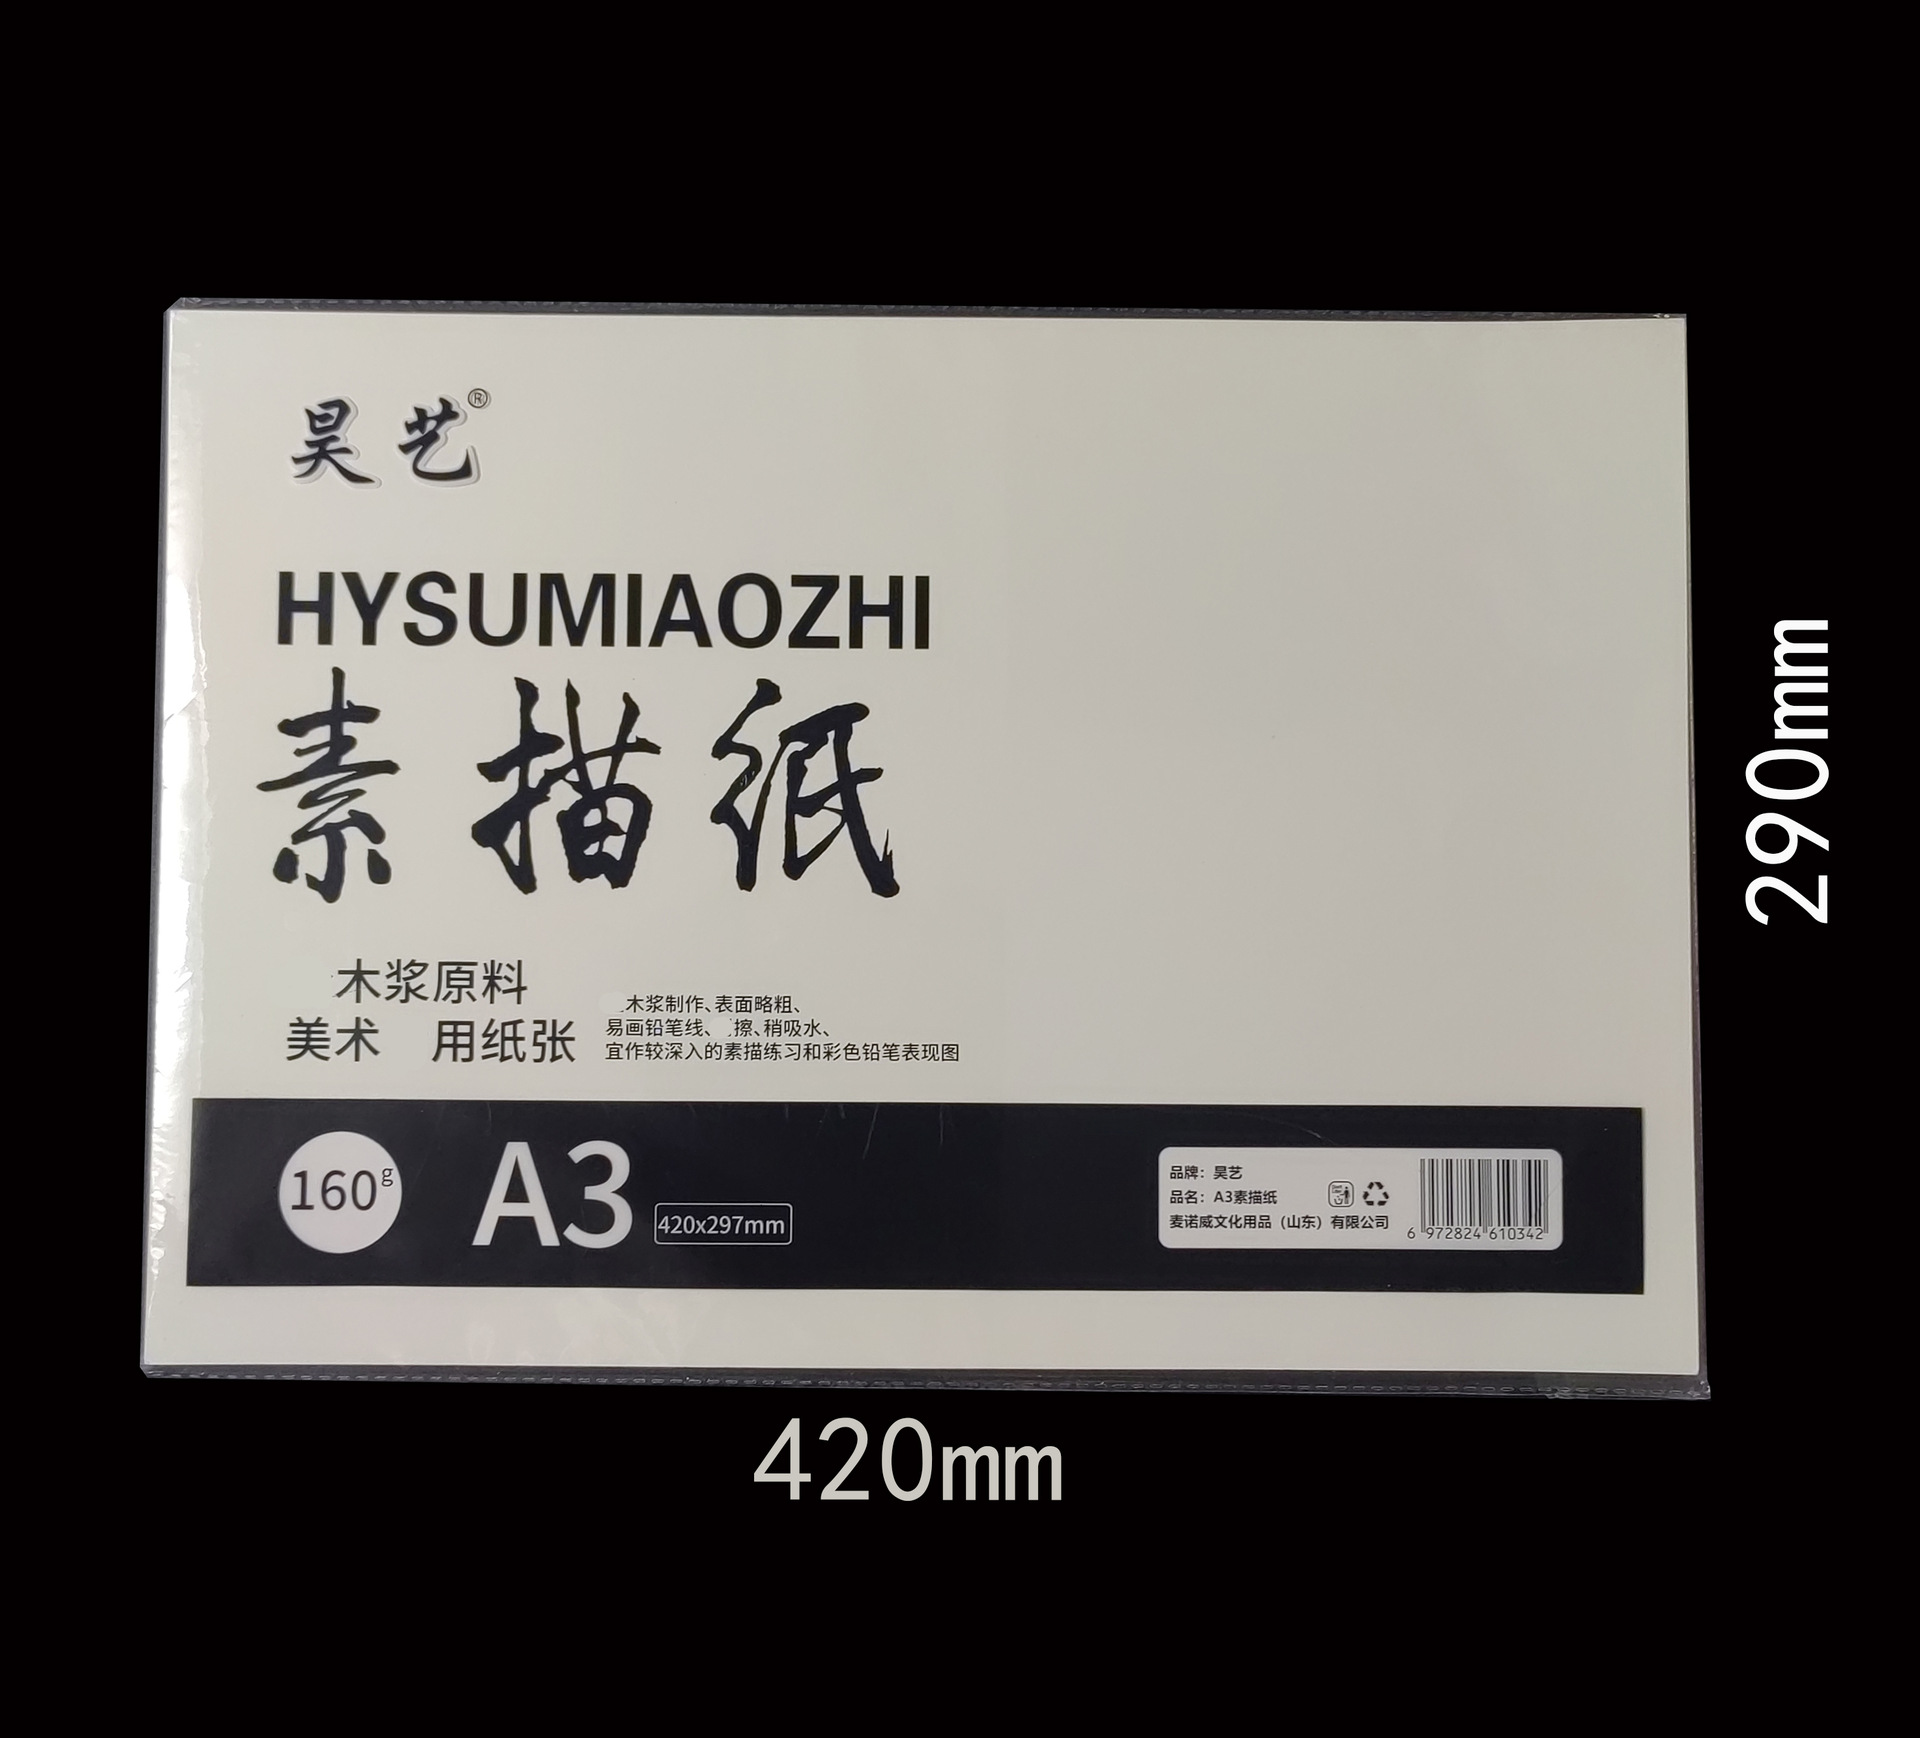 昊艺®
HYSUMIAOZHI
素描纸
木浆原料
美术 用纸张
木浆制作、表面略粗、
易画铅笔线、 擦、稍吸水、
宜作较深入的素描练习和彩色铅笔表现图
160g
A3
420x297mm
品牌：昊艺
品名：A3素描纸
麦诺威文化用品（山东）有限公司
6 972824 610342
290mm
420mm